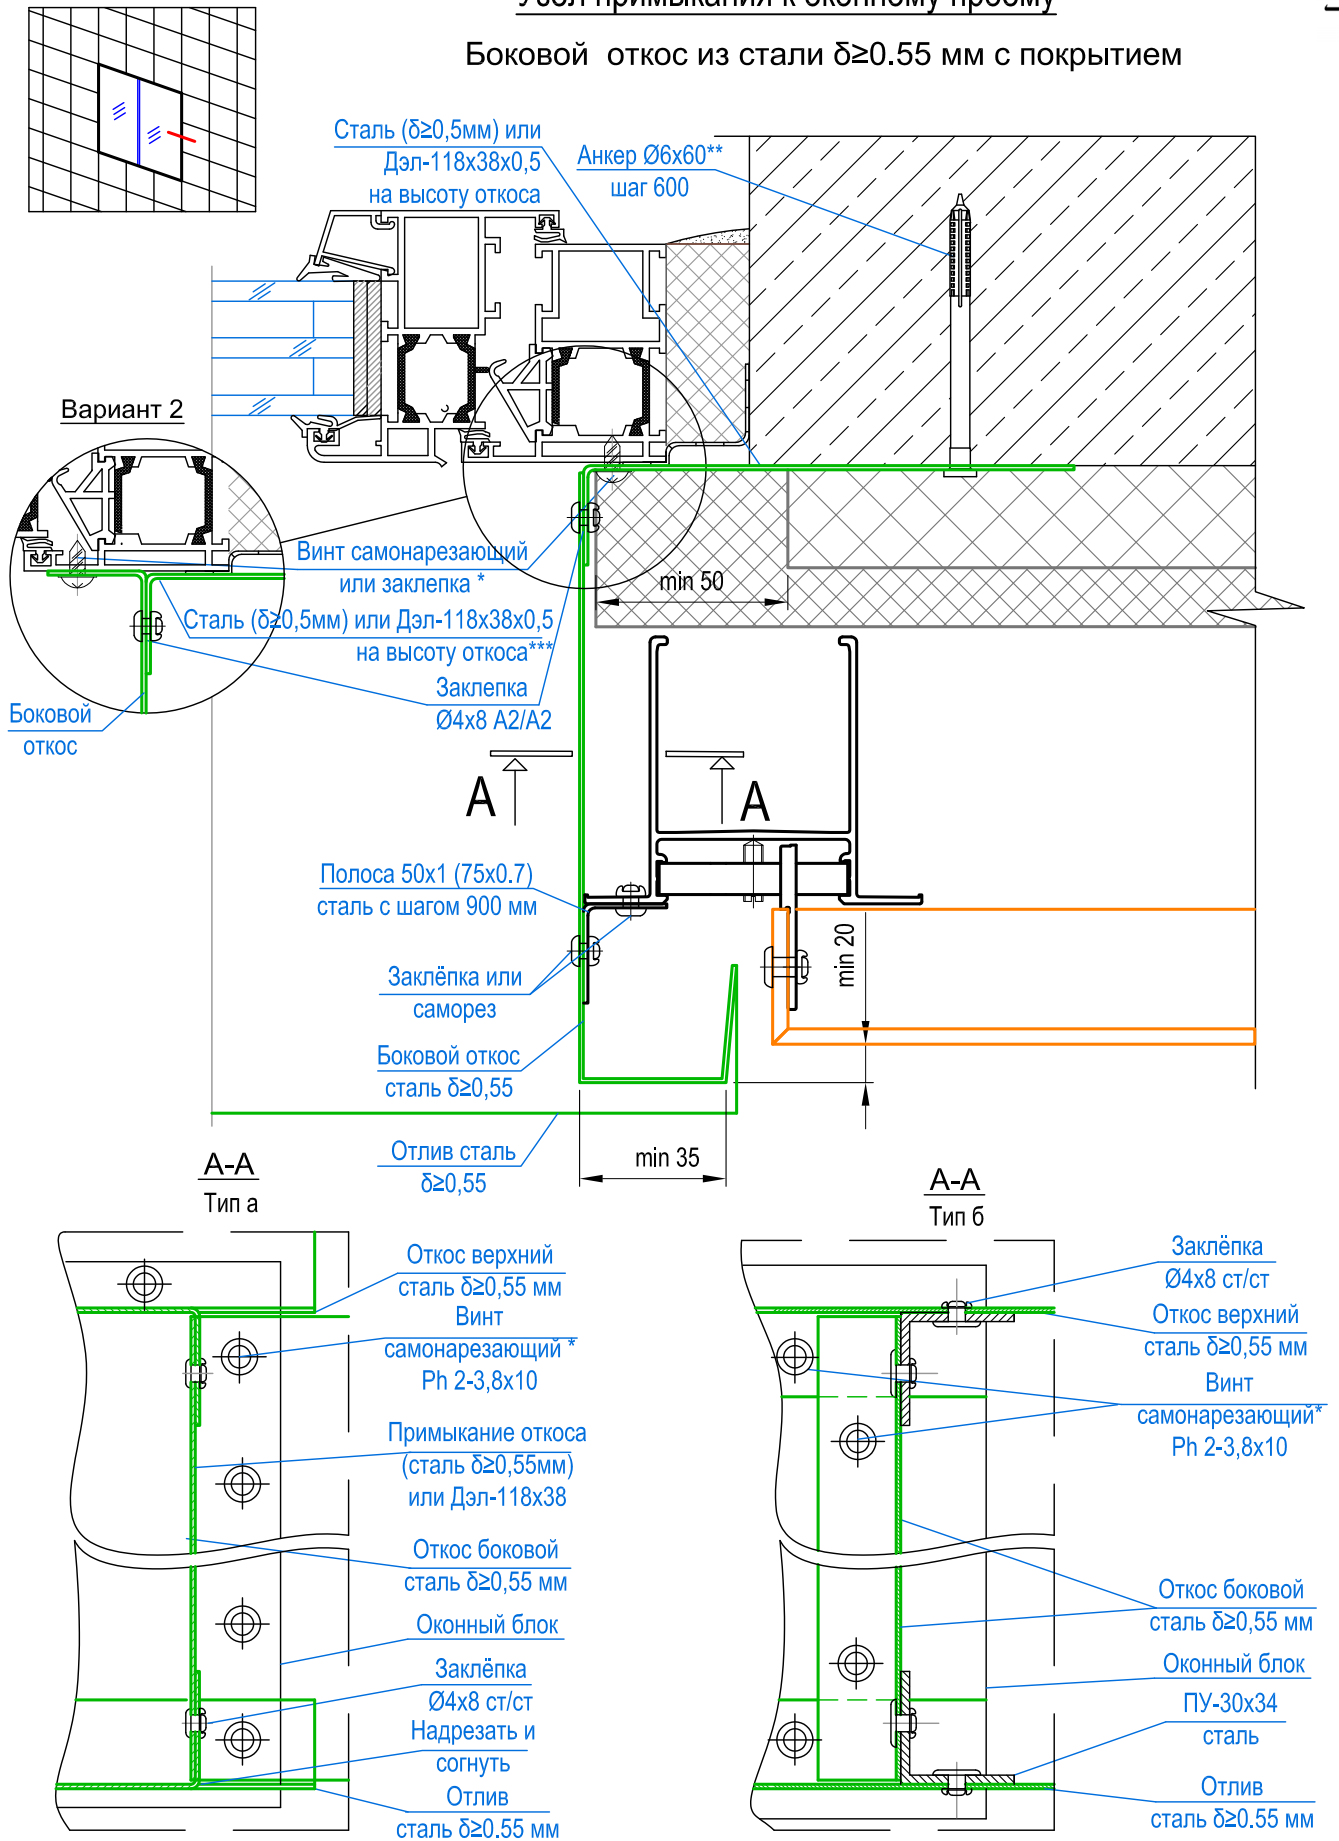 Узел примыкания к оконному проему
Боковой откос из стали δ≥0.55 мм с покрытием
Сталь (δ≥0,5мм) или
Дэл-118х38х0,5
на высоту откоса
Анкер Ø6х60**
шаг 600
Вариант 2
Винт самонарезающий
или заклепка *
min 50
Сталь (δ≥0,5мм) или Дэл-118х38х0,5
на высоту откоса***
Заклепка
Ø4х8 А2/А2
Боковой
откос
А
А
Полоса 50х1 (75х0.7)
сталь с шагом 900 мм
min 20
Заклёпка или
саморез
Боковой откос
сталь δ≥0,55
Отлив сталь
δ≥0,55
min 35
А-А
Тип а
Откос верхний
сталь δ≥0,55 мм
Винт
самонарезающий *
Ph 2-3,8x10
Примыкание откоса
(сталь δ≥0,55мм)
или Дэл-118х38
Откос боковой
сталь δ≥0,55 мм
Оконный блок
Заклёпка
Ø4х8 ст/ст
Надрезать и
согнуть
Отлив
сталь δ≥0.55 мм
А-А
Тип б
Заклёпка
Ø4х8 ст/ст
Откос верхний
сталь δ≥0,55 мм
Винт
самонарезающий*
Ph 2-3,8x10
Откос боковой
сталь δ≥0,55 мм
Оконный блок
ПУ-30х34
сталь
Отлив
сталь δ≥0.55 мм